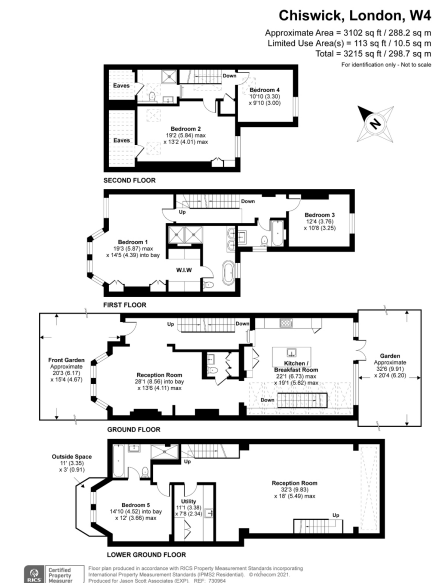 Chiswick, London, W4
Approximate Area = 3102 sq ft / 288.2 sq m
Limited Use Area(s) = 113 sq ft / 10.5 sq m
Total = 3215 sq ft / 298.7 sq m
For identification only - Not to scale
Eaves
Down
Bedroom 4
10'10 (3.30)
x 9'10 (3.00)
Eaves
Bedroom 2
19'2 (5.84) max
x 13'2 (4.01) max
N
SECOND FLOOR
Up
Down
Bedroom 3
12'4 (3.76)
x 10'8 (3.25)
Bedroom 1
19'3 (5.87) max
x 14'5 (4.39) into bay
W.I.W
FIRST FLOOR
Up
Down
Front Garden
Approximate
20'3 (6.17)
x 15'4 (4.67)
Reception Room
28'1 (8.56) into bay
x 13'6 (4.11) max
Kitchen /
Breakfast Room
22'1 (6.73) max
x 19'1 (5.82) max
Down
Garden
Approximate
32'6 (9.91)
x 20'4 (6.20)
GROUND FLOOR
Outside Space
11' (3.35)
x 3' (0.91)
Up
Bedroom 5
14'10 (4.52) into bay
x 12' (3.66) max
Utility
11'1 (3.38)
x 7'8 (2.34)
Reception Room
32'3 (9.83)
x 18' (5.49) max
Up
LOWER GROUND FLOOR
RICS
Certified
Property
Measurer
Floor plan produced in accordance with RICS Property Measurement Standards incorporating
International Property Measurement Standards (IPMS2 Residential). © nichecom 2021.
Produced for Jason Scott Associates (EXP). REF: 730964